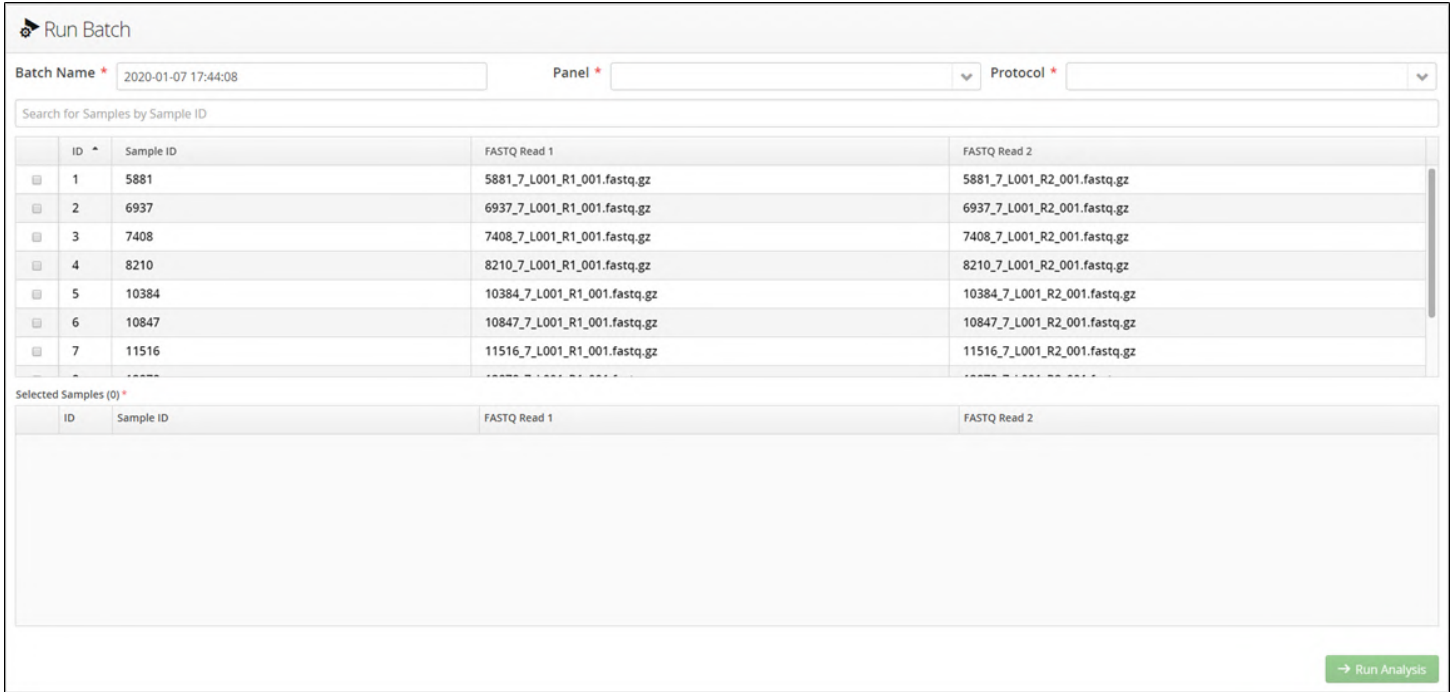 Run Batch
Batch Name * 2020-01-07 17:44:08 Panel * Protocol *
Search for Samples by Sample ID
ID Sample ID FASTQ Read 1 FASTQ Read 2
1 5881 5881_7_L001_R1_001.fastq.gz 5881_7_L001_R2_001.fastq.gz
2 6937 6937_7_L001_R1_001.fastq.gz 6937_7_L001_R2_001.fastq.gz
3 7408 7408_7_L001_R1_001.fastq.gz 7408_7_L001_R2_001.fastq.gz
4 8210 8210_7_L001_R1_001.fastq.gz 8210_7_L001_R2_001.fastq.gz
5 10384 10384_7_L001_R1_001.fastq.gz 10384_7_L001_R2_001.fastq.gz
6 10847 10847_7_L001_R1_001.fastq.gz 10847_7_L001_R2_001.fastq.gz
7 11516 11516_7_L001_R1_001.fastq.gz 11516_7_L001_R2_001.fastq.gz
Selected Samples (0) *
ID Sample ID FASTQ Read 1 FASTQ Read 2
→ Run Analysis